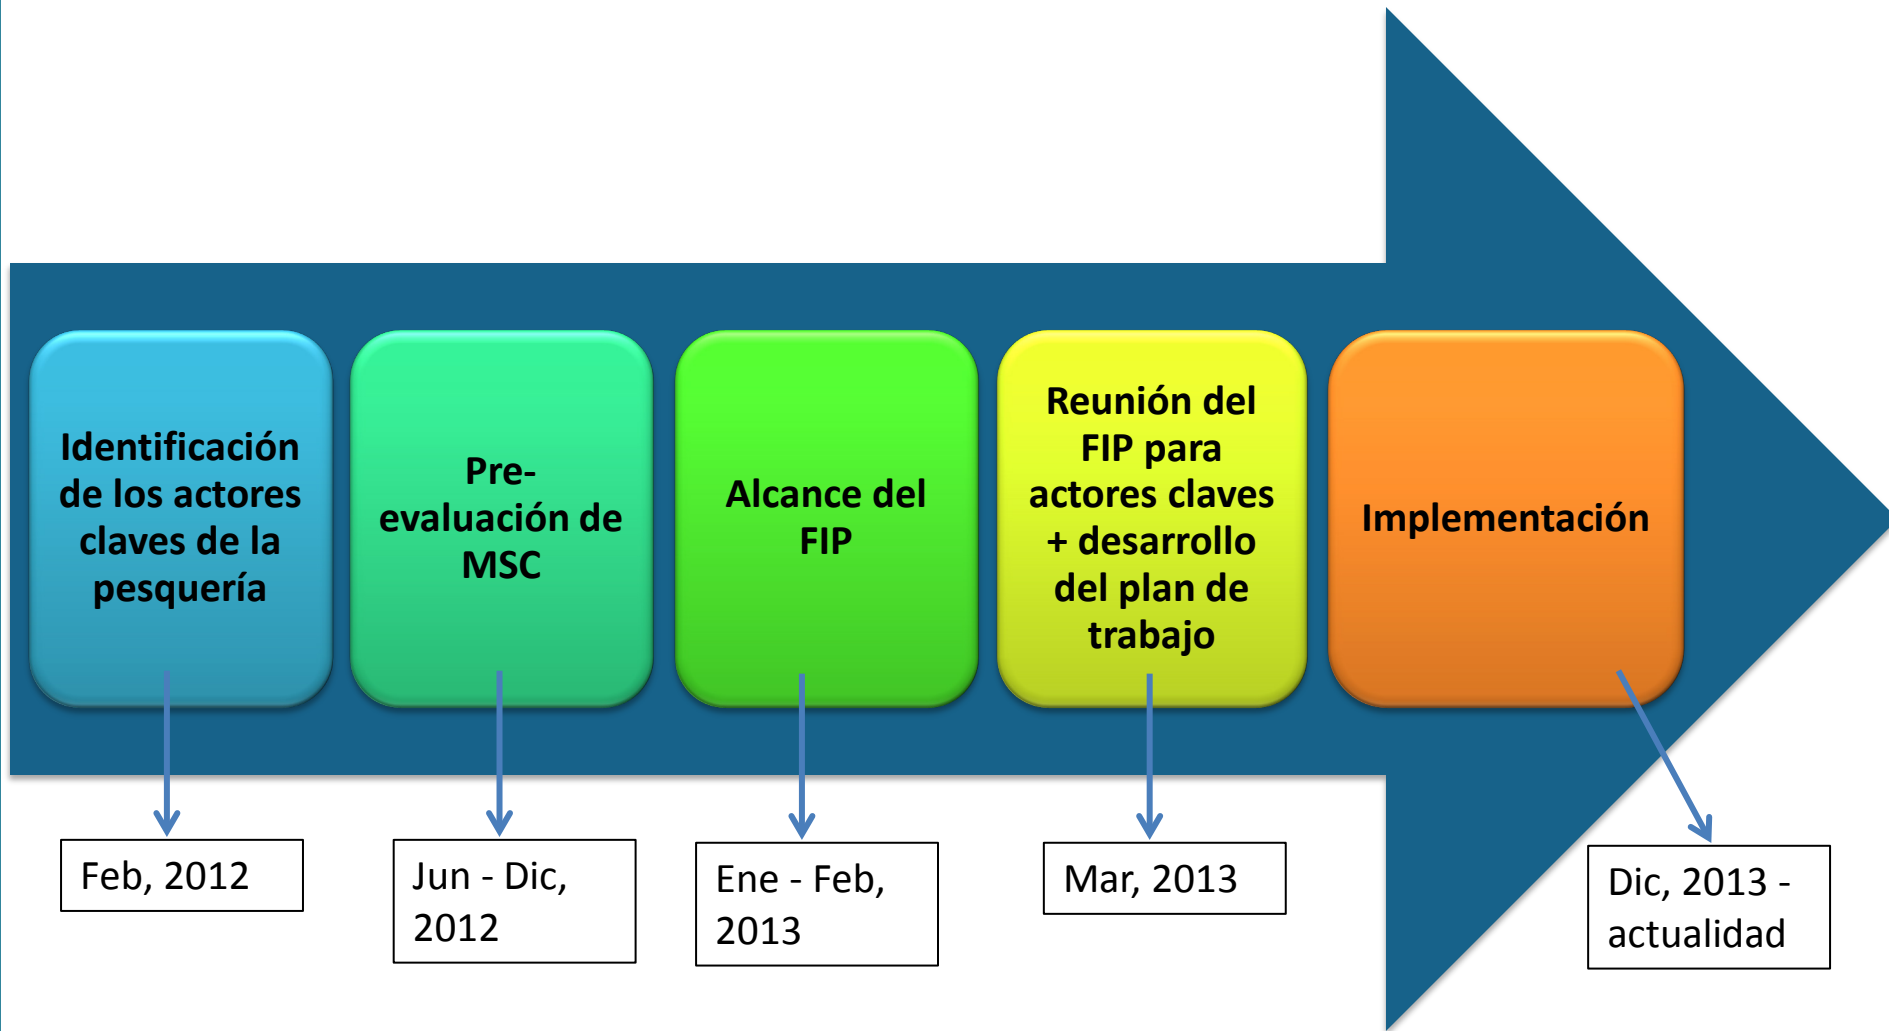 Identificación
de los actores
claves de la
pesquería
Pre-
evaluación de
MSC
Alcance del
FIP
Reunión del
FIP para
actores claves
+ desarrollo
del plan de
trabajo
Implementación
Feb, 2012
Jun - Dic,
2012
Ene - Feb,
2013
Mar, 2013
Dic, 2013 -
actualidad